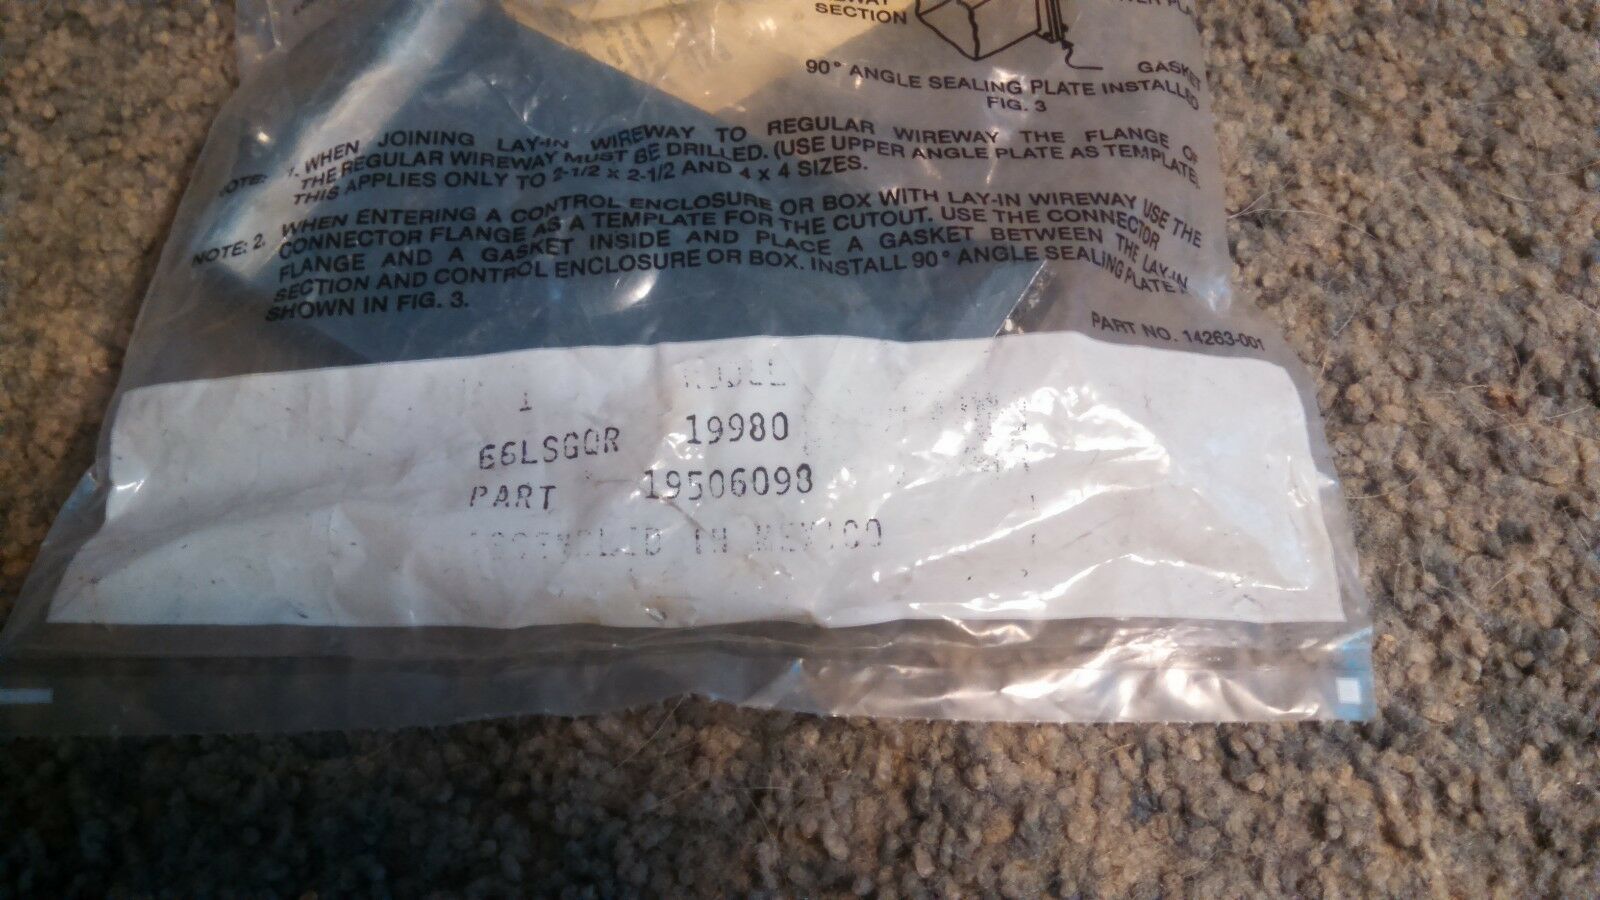 SECTION
GASKET
90° ANGLE SEALING PLATE INSTALLED
FIG. 3
NOTE: 1. WHEN JOINING LAY-IN WIREWAY TO REGULAR WIREWAY THE FLANGE OF
THE REGULAR WIREWAY MUST BE DRILLED. (USE UPPER ANGLE PLATE AS TEMPLATE).
THIS APPLIES ONLY TO 2-1/2 x 2-1/2 AND 4 x 4 SIZES.
NOTE: 2. WHEN ENTERING A CONTROL ENCLOSURE OR BOX WITH LAY-IN WIREWAY USE THE
CONNECTOR FLANGE AS A TEMPLATE FOR THE CUTOUT. USE THE CONNECTOR
FLANGE AND A GASKET INSIDE AND PLACE A GASKET BETWEEN THE LAY-IN
SECTION AND CONTROL ENCLOSURE OR BOX. INSTALL 90° ANGLE SEALING PLATE
SHOWN IN FIG. 3.
PART NO. 14263-001
1
66LSGQR 19980
PART 19506098
ASSEMBLED IN MEXICO